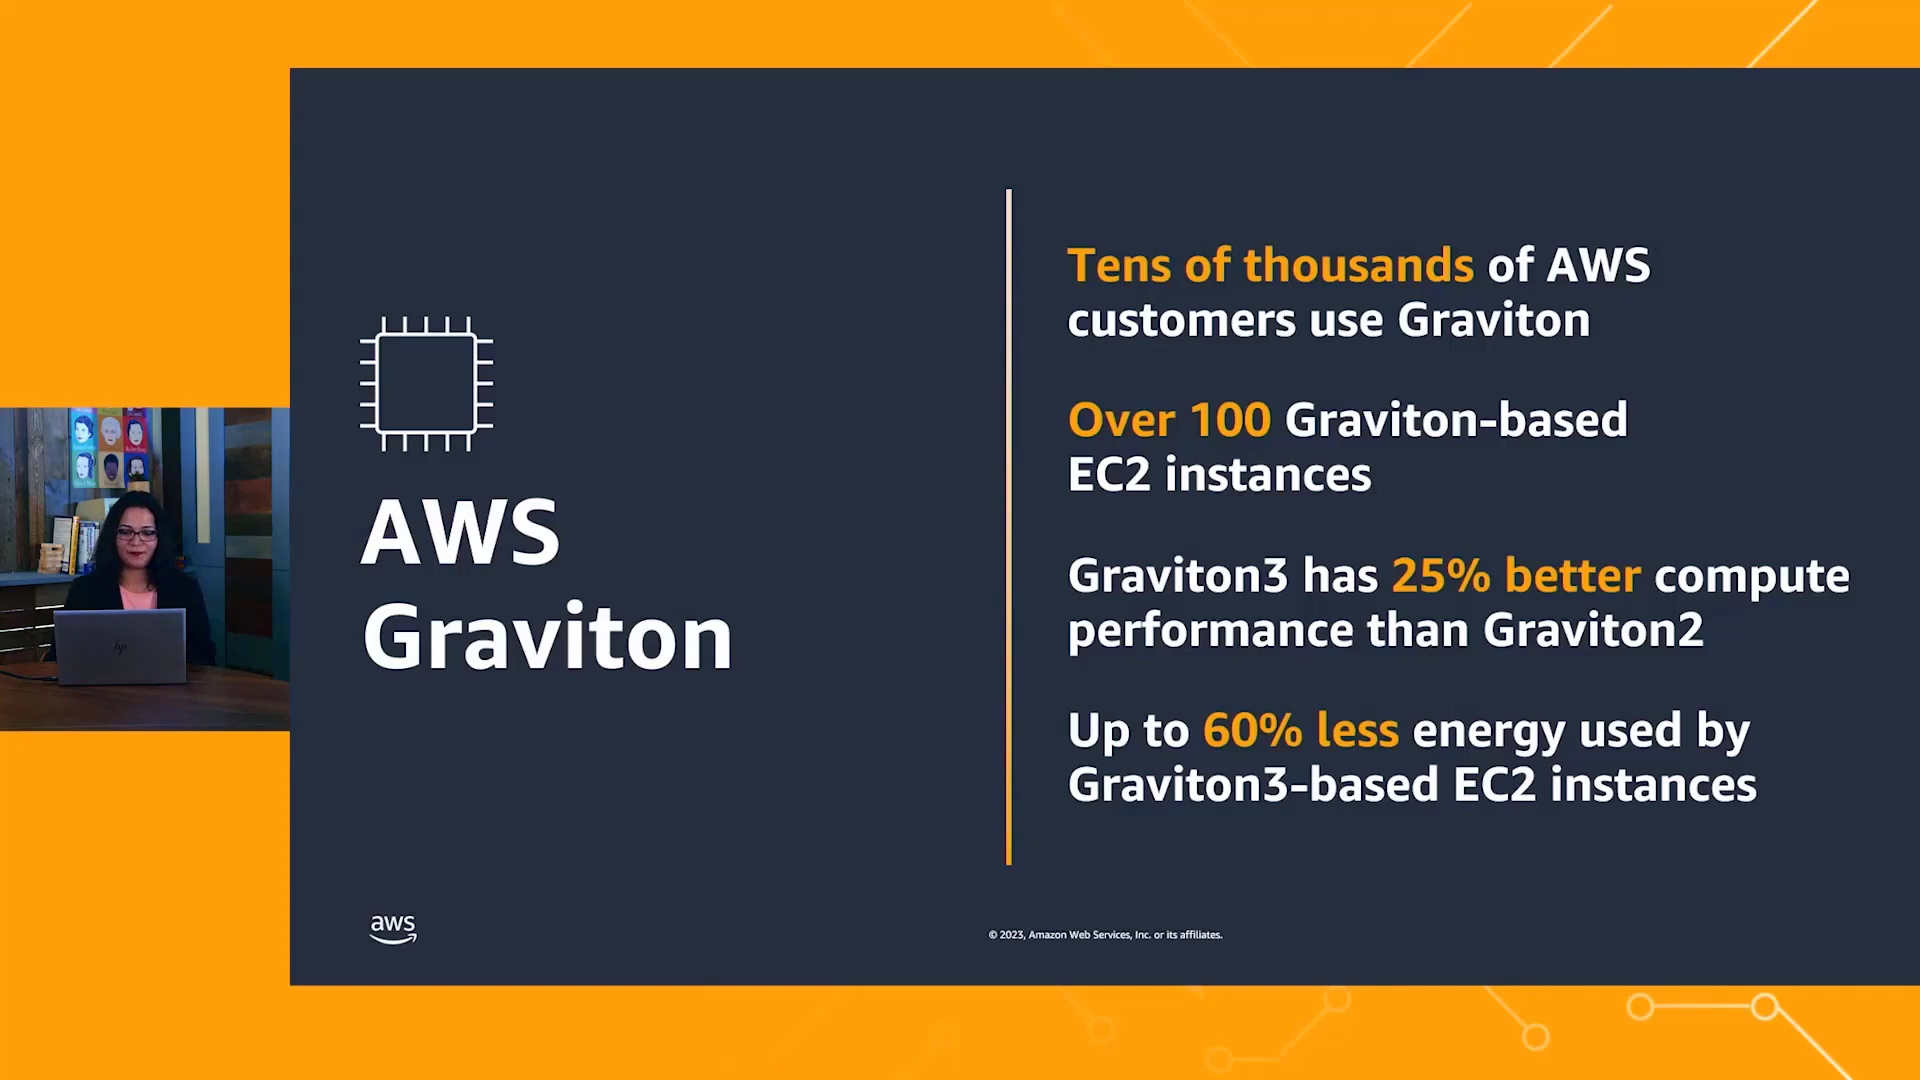 AWS
Graviton
Tens of thousands of AWS
customers use Graviton
Over 100 Graviton-based
EC2 instances
Graviton3 has 25% better compute
performance than Graviton2
Up to 60% less energy used by
Graviton3-based EC2 instances
aws
© 2023, Amazon Web Services, Inc. or its affiliates.
hp